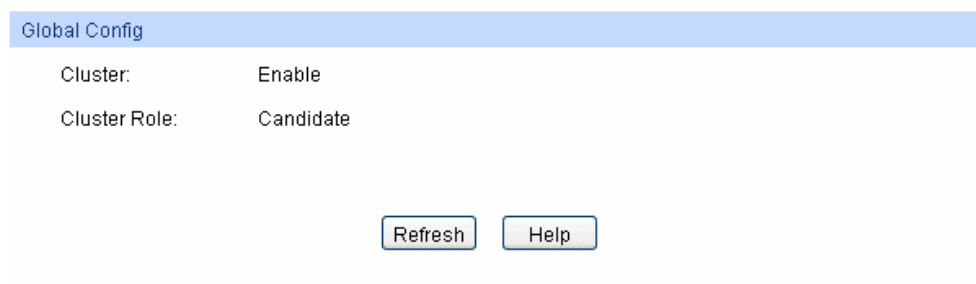 Global Config
Cluster: Enable
Cluster Role: Candidate
Refresh Help